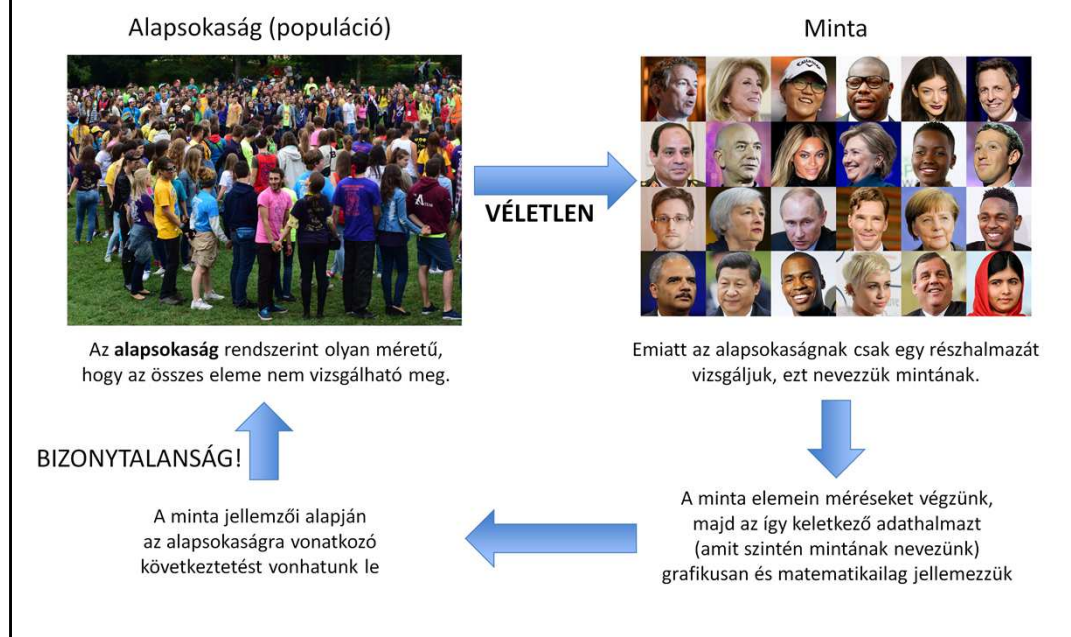 Alapsokaság (populáció)
Minta
VÉLETLEN
Az alapsokaság rendszerint olyan méretű,
hogy az összes eleme nem vizsgálható meg.
Emiatt az alapsokaságnak csak egy részhalmazát
vizsgáljuk, ezt nevezzük mintának.
BIZONYTALANSÁG!
A minta elemein méréseket végzünk,
majd az így keletkező adathalmazt
(amit szintén mintának nevezünk)
grafikusan és matematikailag jellemezzük
A minta jellemzői alapján
az alapsokaságra vonatkozó
következtetést vonhatunk le